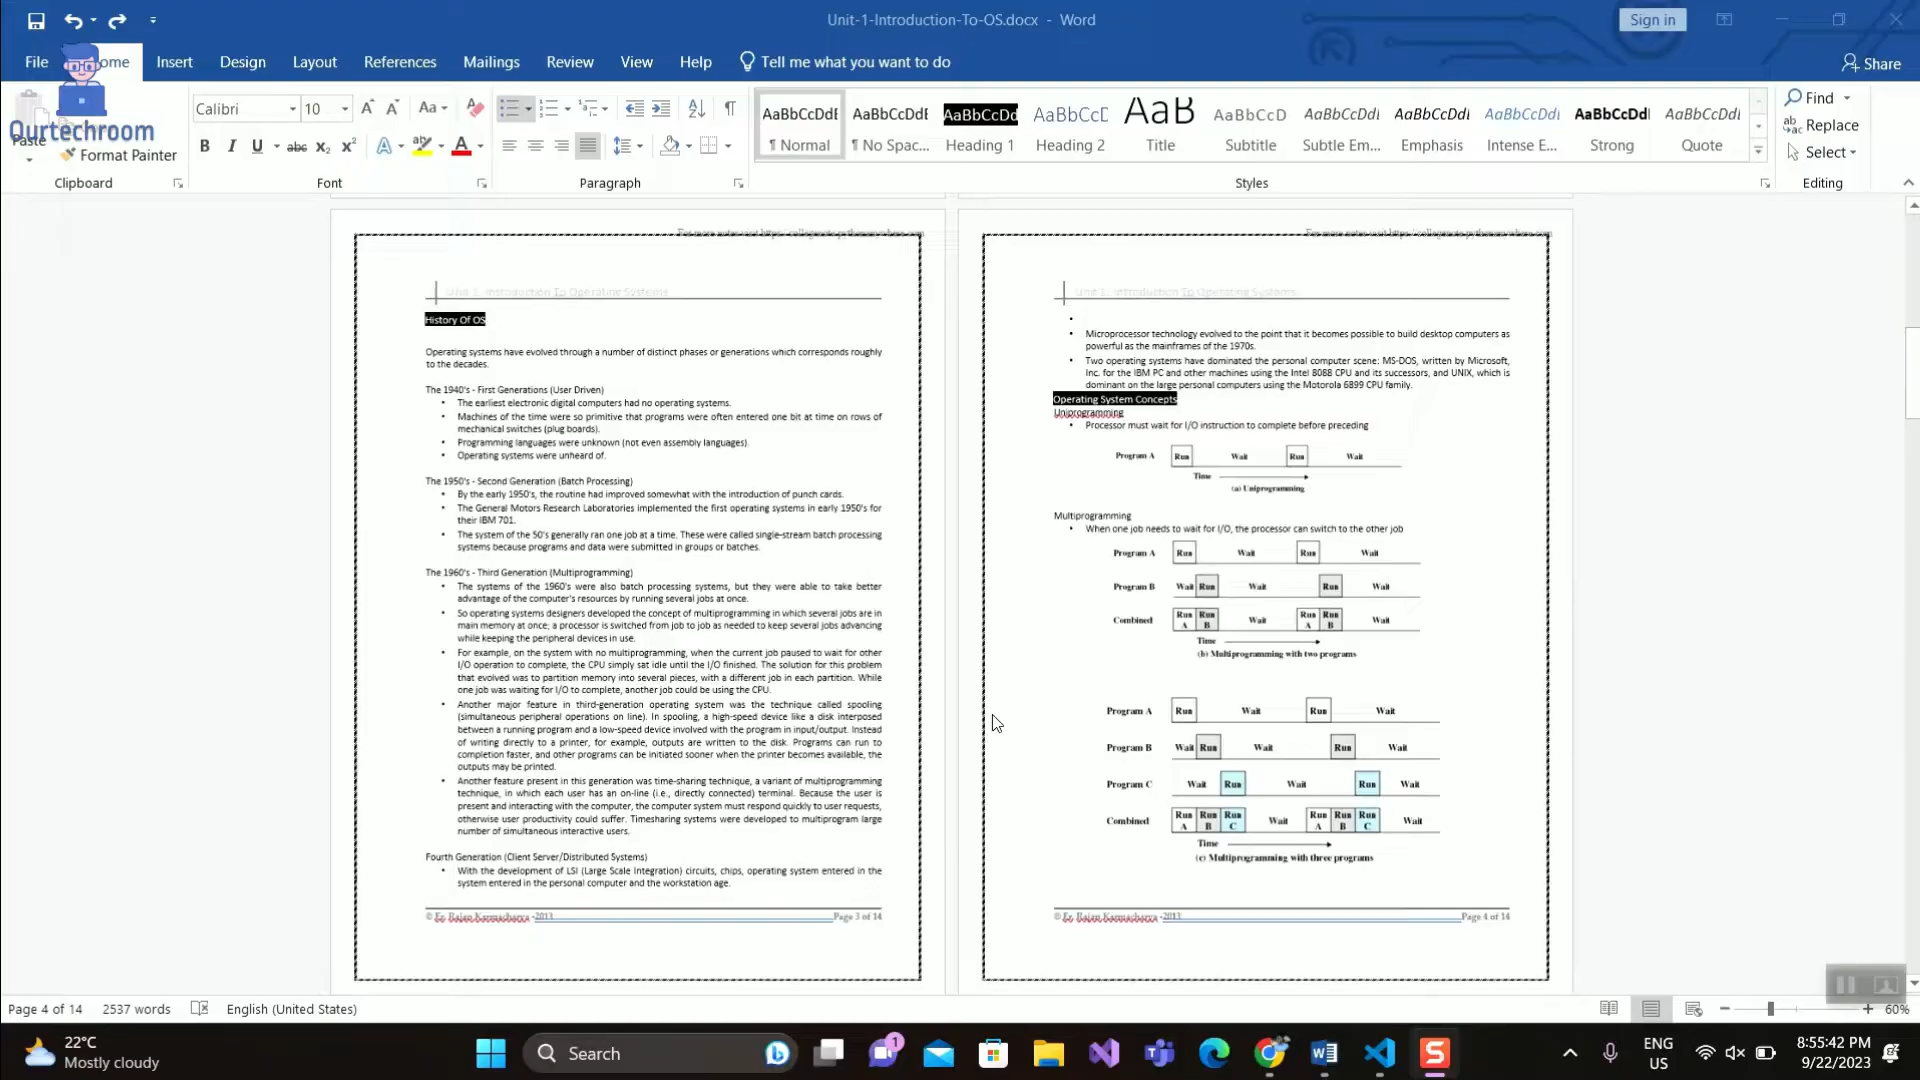 Unit-1-Introduction-To-OS.docx - Word
Sign in
File
ome
Insert
Design
Layout
References
Mailings
Review
View
Help
Tell me what you want to do
Share
Qurtechroom
Paste
Format Painter
Clipboard
Calibri
10
Font
Paragraph
AaBbCcDdE
¶ Normal
AaBbCcDdE
¶ No Spac...
AaBbCcDd
Heading 1
AaBbCcD
Heading 2
AaB
Title
AaBbCcD
Subtitle
AaBbCcDdI
Subtle Em...
AaBbCcDdI
Emphasis
AaBbCcDdI
Intense E...
AaBbCcDdI
Strong
AaBbCcDdI
Quote
Styles
Find
Replace
Select
Editing
Unit 1. Introduction To Operating Systems
History Of OS
Operating systems have evolved through a number of distinct phases or generations which corresponds roughly
to the decades.
The 1940's - First Generations (User Driven)
• The earliest electronic digital computers had no operating systems.
• Machines of the time were so primitive that programs were often entered one bit at time on rows of
mechanical switches (plug boards).
• Programming languages were unknown (not even assembly languages).
• Operating systems were unheard of.
The 1950's - Second Generation (Batch Processing)
• By the early 1950's, the routine had improved somewhat with the introduction of punch cards.
• The General Motors Research Laboratories implemented the first operating systems in early 1950's for
their IBM 701.
• The system of the 50's generally ran one job at a time. These were called single-stream batch processing
systems because programs and data were submitted in groups or batches.
The 1960's - Third Generation (Multiprogramming)
• The systems of the 1960's were also batch processing systems, but they were able to take better
advantage of the computer's resources by running several jobs at once.
• So operating systems designers developed the concept of multiprogramming in which several jobs are in
main memory at once; a processor is switched from job to job as needed to keep several jobs advancing
while keeping the peripheral devices in use.
• For example, on the system with no multiprogramming, when the current job paused to wait for other
I/O operation to complete, the CPU simply sat idle until the I/O finished. The solution for this problem
that evolved was to partition memory into several pieces, with a different job in each partition. While
one job was waiting for I/O to complete, another job could be using the CPU.
• Another major feature in third-generation operating system was the technique called spooling
(simultaneous peripheral operations on line). In spooling, a high-speed device like a disk interposed
between a running program and a low-speed device involved with the program in input/output. Instead
of writing directly to a printer, for example, outputs are written to the disk. Programs can run to
completion faster, and other programs can be initiated sooner when the printer becomes available, the
outputs may be printed.
• Another feature present in this generation was time-sharing technique, a variant of multiprogramming
technique, in which each user has an on-line (i.e., directly connected) terminal. Because the user is
present and interacting with the computer, the computer system must respond quickly to user requests,
otherwise user productivity could suffer. Timesharing systems were developed to multiprogram large
number of simultaneous interactive users.
Fourth Generation (Client Server/Distributed Systems)
• With the development of LSI (Large Scale Integration) circuits, chips, operating system entered in the
system entered in the personal computer and the workstation age.
© Er. Rajan Karmacharya -2013 Page 3 of 14
Unit 1. Introduction To Operating Systems
•
• Microprocessor technology evolved to the point that it becomes possible to build desktop computers as
powerful as the mainframes of the 1970s.
• Two operating systems have dominated the personal computer scene: MS-DOS, written by Microsoft,
Inc. for the IBM PC and other machines using the Intel 8088 CPU and its successors, and UNIX, which is
dominant on the large personal computers using the Motorola 6899 CPU family.
Operating System Concepts
Uniprogramming
• Processor must wait for I/O instruction to complete before preceding
Program A Run Wait Run Wait
Time
(a) Uniprogramming
Multiprogramming
• When one job needs to wait for I/O, the processor can switch to the other job
Program A Run Wait Run Wait
Program B Wait Run Wait Run Wait
Combined Run A Run B Wait Run A Run B Wait
Time
(b) Multiprogramming with two programs
Program A Run Wait Run Wait
Program B Wait Run Wait Run Wait
Program C Wait Run Wait Run Wait
Combined Run A Run B Run C Wait Run A Run B Run C Wait
Time
(c) Multiprogramming with three programs
© Er. Rajan Karmacharya -2013 Page 4 of 14
Page 4 of 14
2537 words
English (United States)
60%
22°C
Mostly cloudy
Search
1
ENG
US
8:55:42 PM
9/22/2023